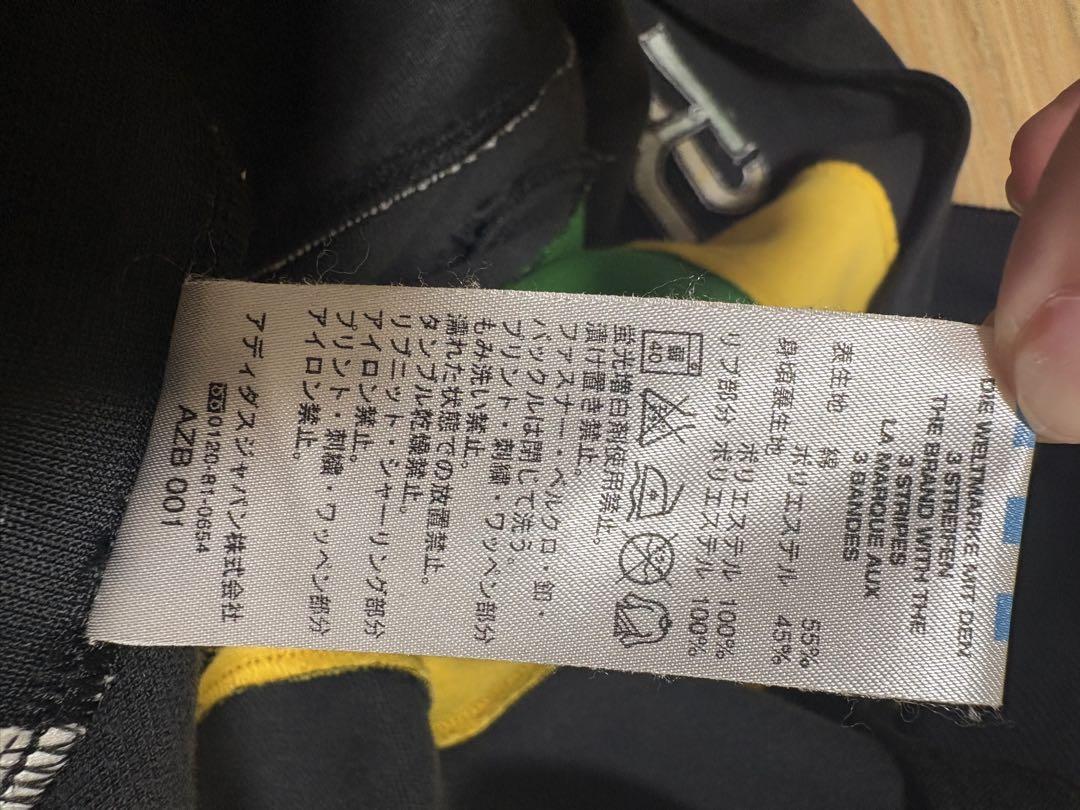 DIE WELTMARKE MIT DEN
3 STREIFEN
THE BRAND WITH THE
3 STRIPES
LA MARQUE AUX
3 BANDES
表生地 綿 55%
ポリエステル 45%
身頃裏生地
ポリエステル 100%
リブ部分 ポリエステル 100%
40
蛍光増白剤使用禁止。
漬け置き禁止。
ファスナー・ベルクロ・釦・
バックルは閉じて洗う。
プリント・刺繍・ワッペン部分
もみ洗い禁止。
濡れた状態での放置禁止。
タンブル乾燥禁止。
リブニット・シャーリング部分
アイロン禁止。
プリント・刺繍・ワッペン部分
アイロン禁止。
アディダスジャパン株式会社
0120-81-0654
AZB 001